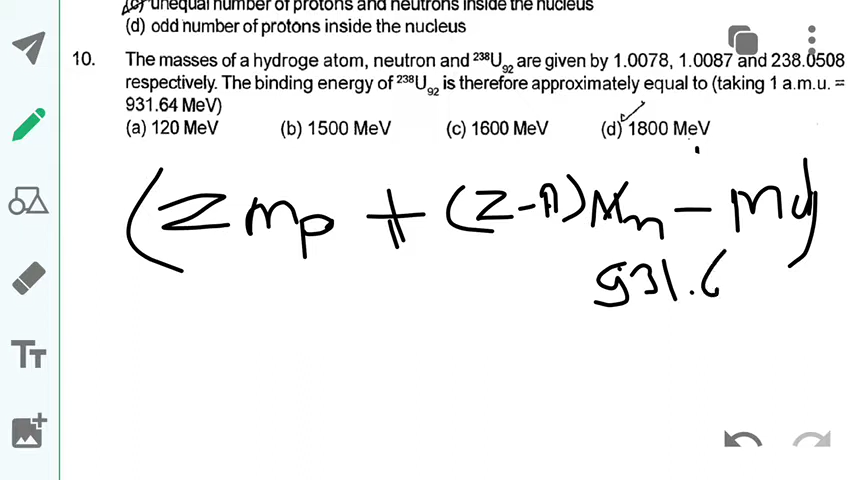 (c) unequal number of protons and neutrons inside the nucleus
(d) odd number of protons inside the nucleus
10. The masses of a hydroge atom, neutron and ²³⁸U₉₂ are given by 1.0078, 1.0087 and 238.0508
respectively. The binding energy of ²³⁸U₉₂ is therefore approximately equal to (taking 1 a.m.u. =
931.64 MeV)
(a) 120 MeV (b) 1500 MeV (c) 1600 MeV (d) 1800 MeV
(Z mp + (Z-A) Mn - Mu)
931.6
TT